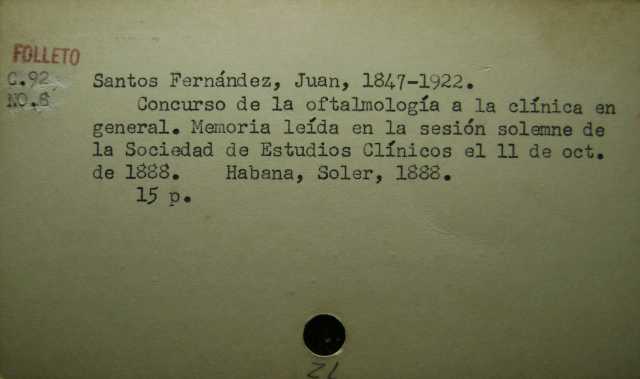 FOLLETO
C.92
NO.8
Santos Fernández, Juan, 1847-1922.
Concurso de la oftalmología a la clínica en
general. Memoria leída en la sesión solemne de
la Sociedad de Estudios Clínicos el 11 de oct.
de 1888. Habana, Soler, 1888.
15 p.